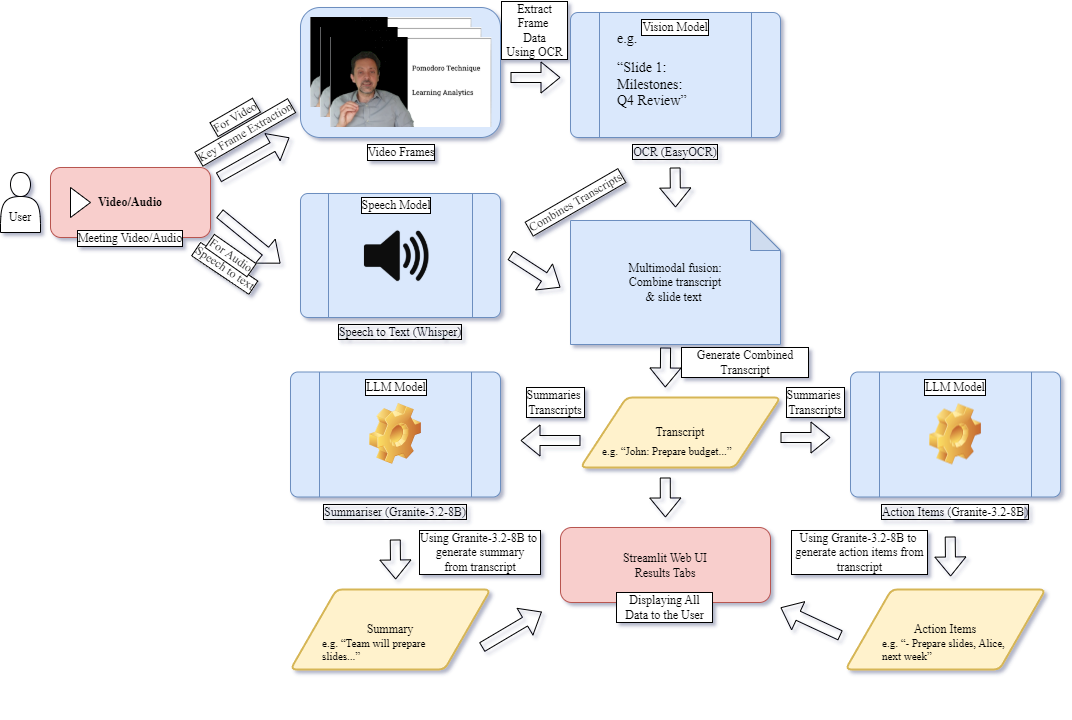 Extract
Frame
Data
Using OCR
Vision Model
e.g.
“Slide 1:
Milestones:
Q4 Review”
Pomodoro Technique
Learning Analytics
For Video
Key Frame Extraction
Video Frames
OCR (EasyOCR)
User
Video/Audio
Meeting Video/Audio
For Audio
Speech to text
Speech Model
Speech to Text (Whisper)
Combines Transcripts
Multimodal fusion:
Combine transcript
& slide text
Generate Combined
Transcript
LLM Model
Summariser (Granite-3.2-8B)
Summaries
Transcripts
Transcript
e.g. “John: Prepare budget...”
Summaries
Transcripts
LLM Model
Action Items (Granite-3.2-8B)
Using Granite-3.2-8B to
generate summary
from transcript
Streamlit Web UI
Results Tabs
Displaying All
Data to the User
Using Granite-3.2-8B to
generate action items from
transcript
Summary
e.g. “Team will prepare
slides...”
Action Items
e.g. “- Prepare slides, Alice,
next week”